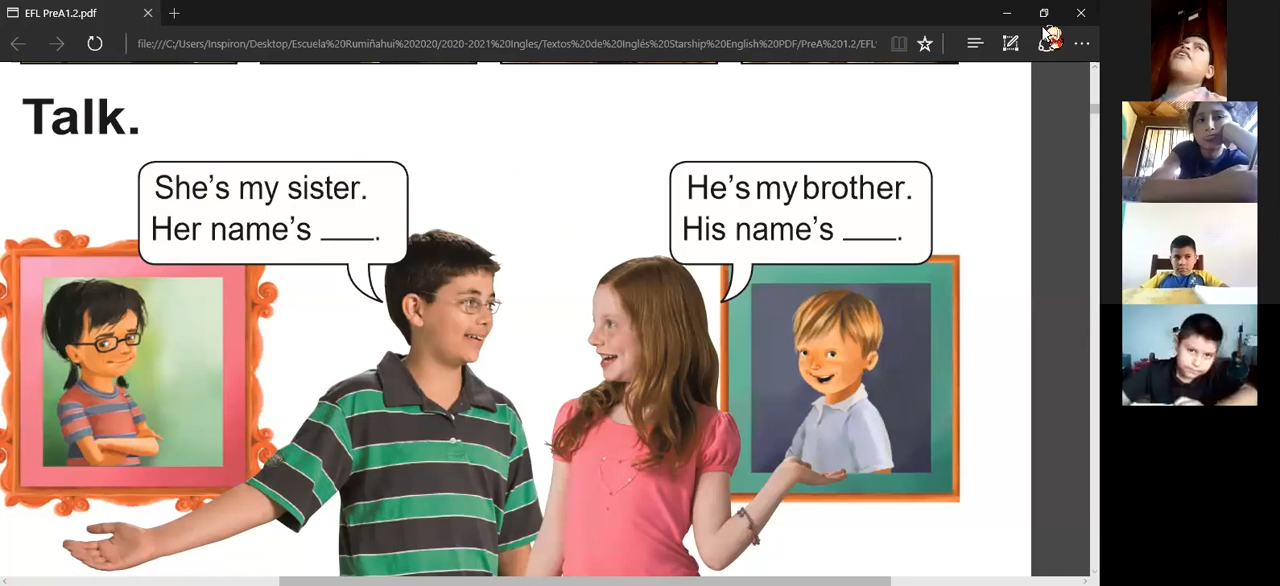 EFL PreA1.2.pdf
file:///C:/Users/Inspiron/Desktop/Escuela%20Rumiñahui%202020/2020-2021%20Ingles/Textos%20de%20Inglés%20Starship%20English%20PDF/PreA%201.2/EFL
Talk.
She's my sister.
Her name's ____.
He's my brother.
His name's ____.